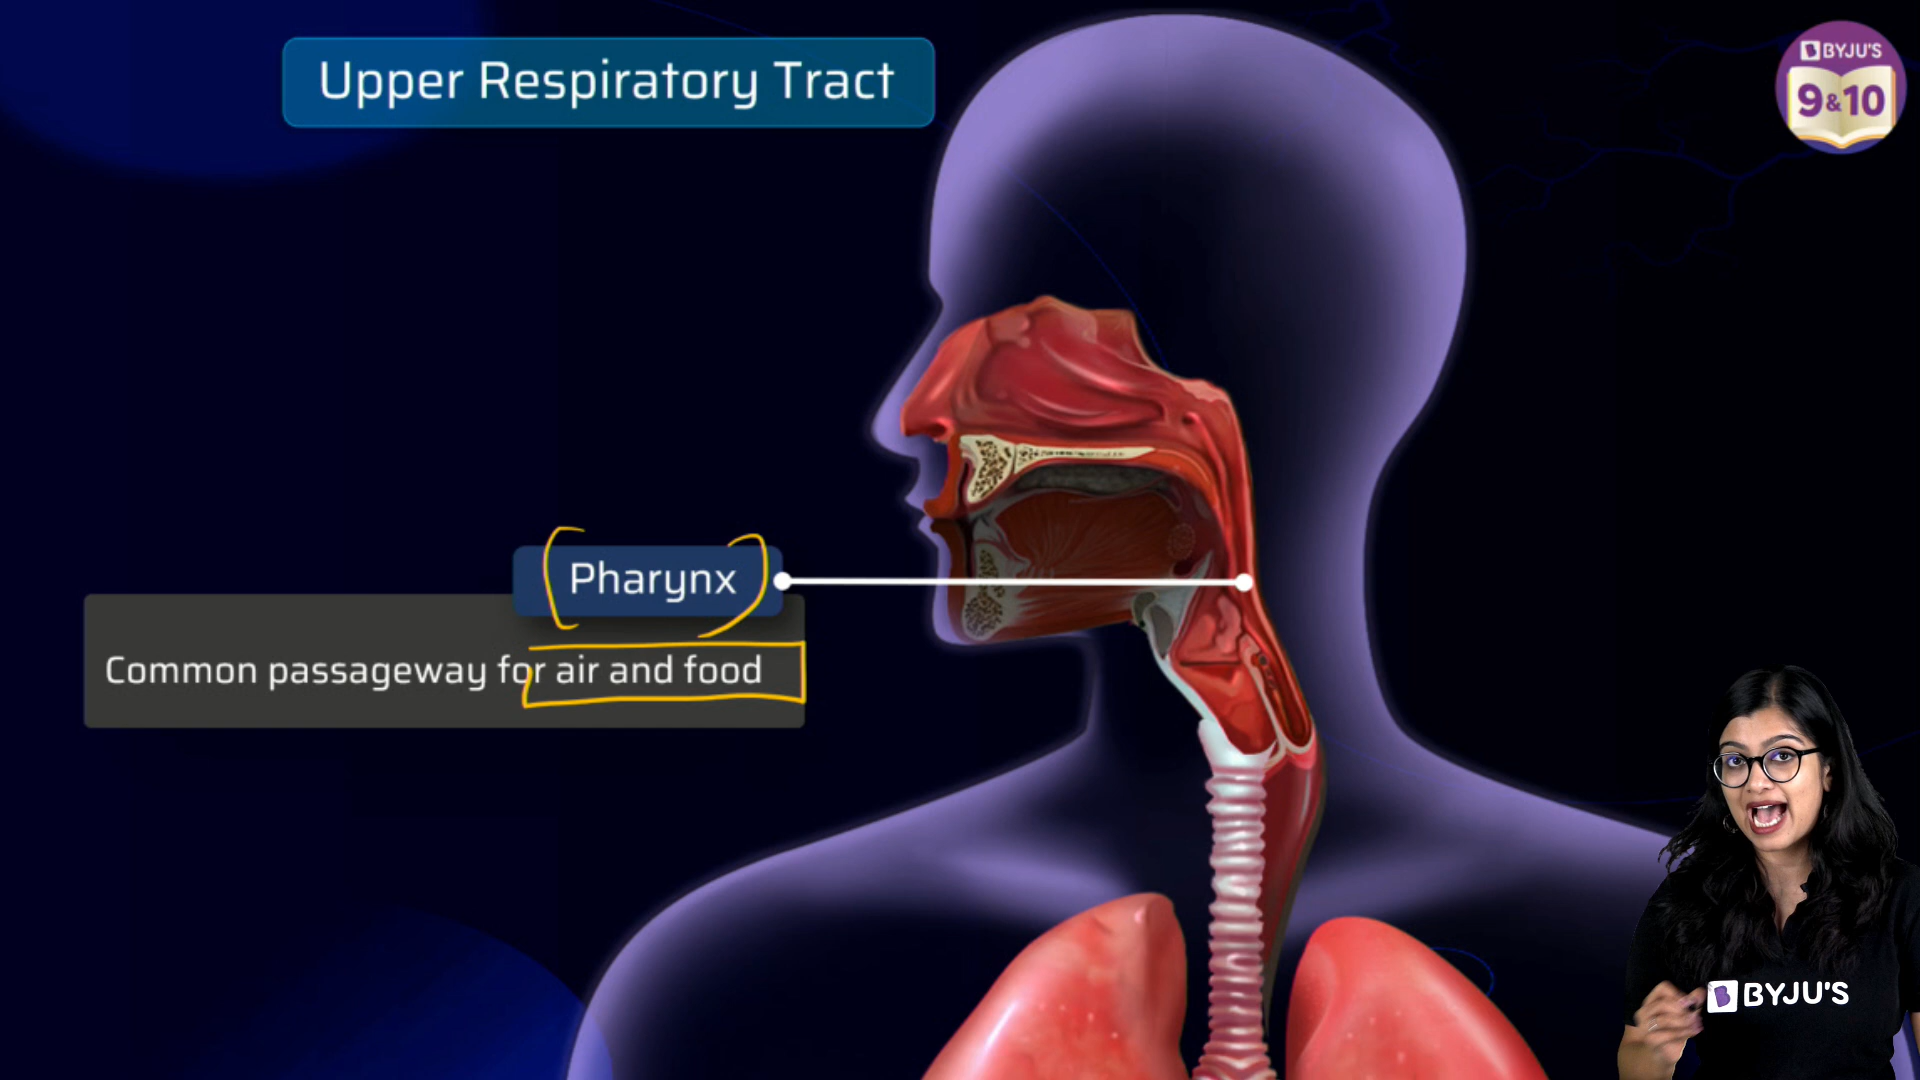 Upper Respiratory Tract
BYJU'S
9&10
Pharynx
Common passageway for air and food
BYJU'S